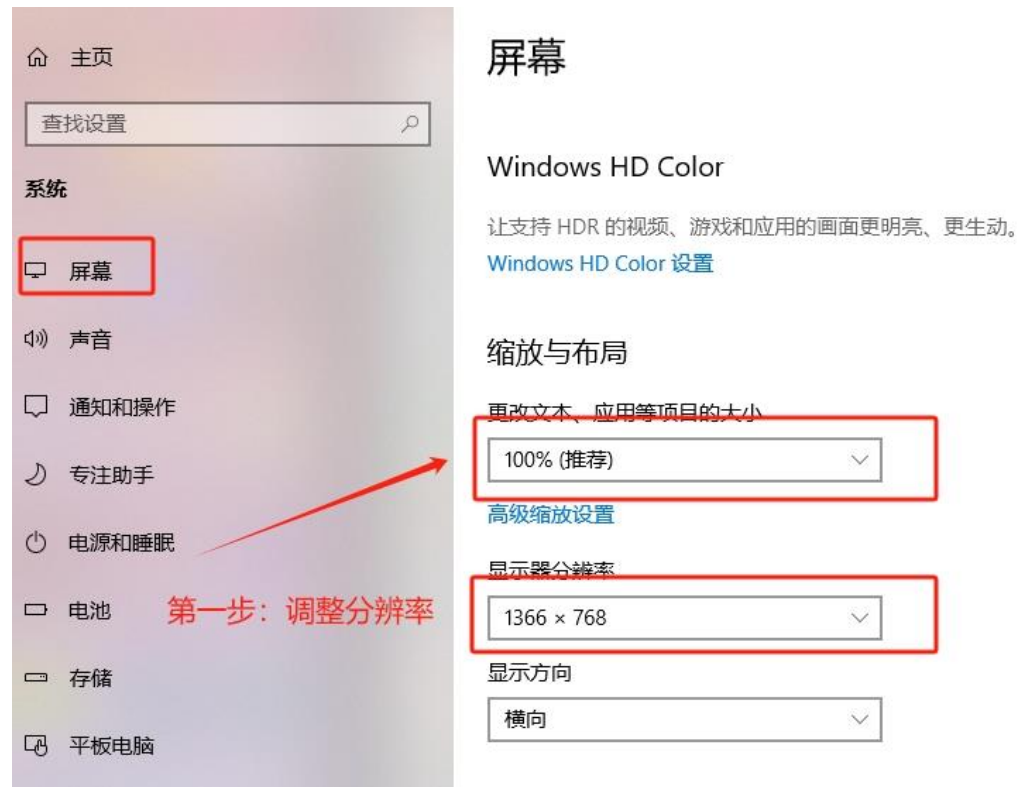 主页
查找设置
系统
屏幕
声音
通知和操作
专注助手
电源和睡眠
电池
第一步：调整分辨率
存储
平板电脑
屏幕
Windows HD Color
让支持 HDR 的视频、游戏和应用的画面更明亮、更生动。
Windows HD Color 设置
缩放与布局
更改文本、应用等项目的大小
100% (推荐)
高级缩放设置
显示器分辨率
1366 × 768
显示方向
横向